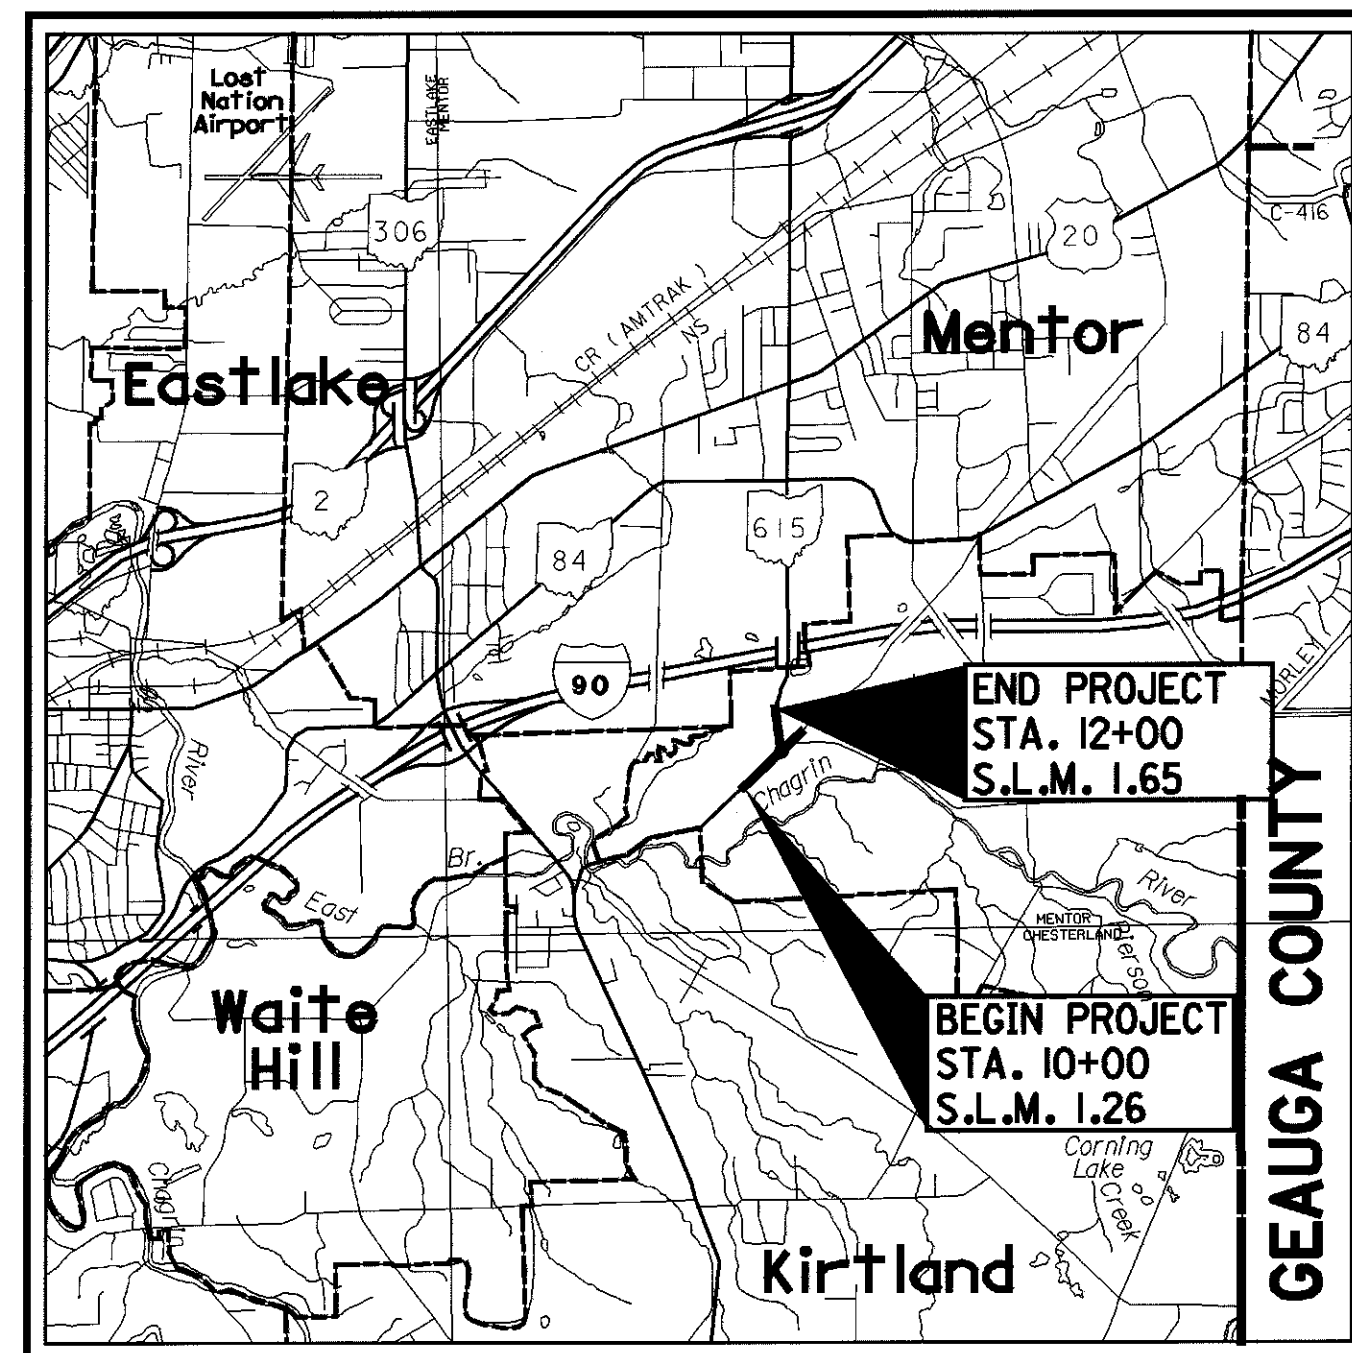 Lost
Nation
Airport
EASTLAKE
MENTOR
306
20
C-416
CR ( AMTRAK )
NS
Mentor
84
Eastlake
2
84
615
90
MORLEY
END PROJECT
STA. 12+00
S.L.M. 1.65
River
Chagrin
Br.
East
River
MENTOR
CHESTERLAND
Pierson
Waite
Hill
BEGIN PROJECT
STA. 10+00
S.L.M. 1.26
GEAUGA COUNTY
Corning
Lake
Creek
Kirtland